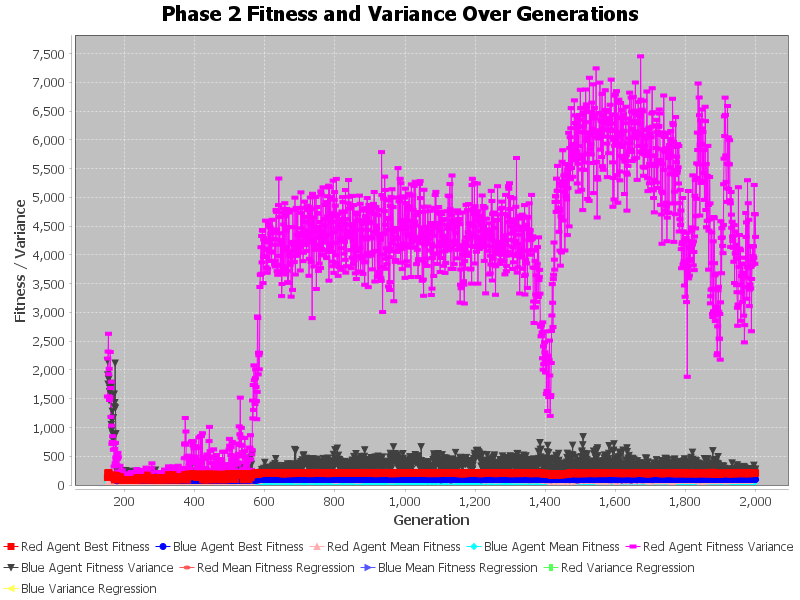 Phase 2 Fitness and Variance Over Generations
7,500
7,000
6,500
6,000
5,500
5,000
4,500
4,000
3,500
3,000
2,500
2,000
1,500
1,000
500
0
Fitness / Variance
200 400 600 800 1,000 1,200 1,400 1,600 1,800 2,000
Generation
Red Agent Best Fitness Blue Agent Best Fitness Red Agent Mean Fitness Blue Agent Mean Fitness Red Agent Fitness Variance
Blue Agent Fitness Variance Red Mean Fitness Regression Blue Mean Fitness Regression Red Variance Regression
Blue Variance Regression